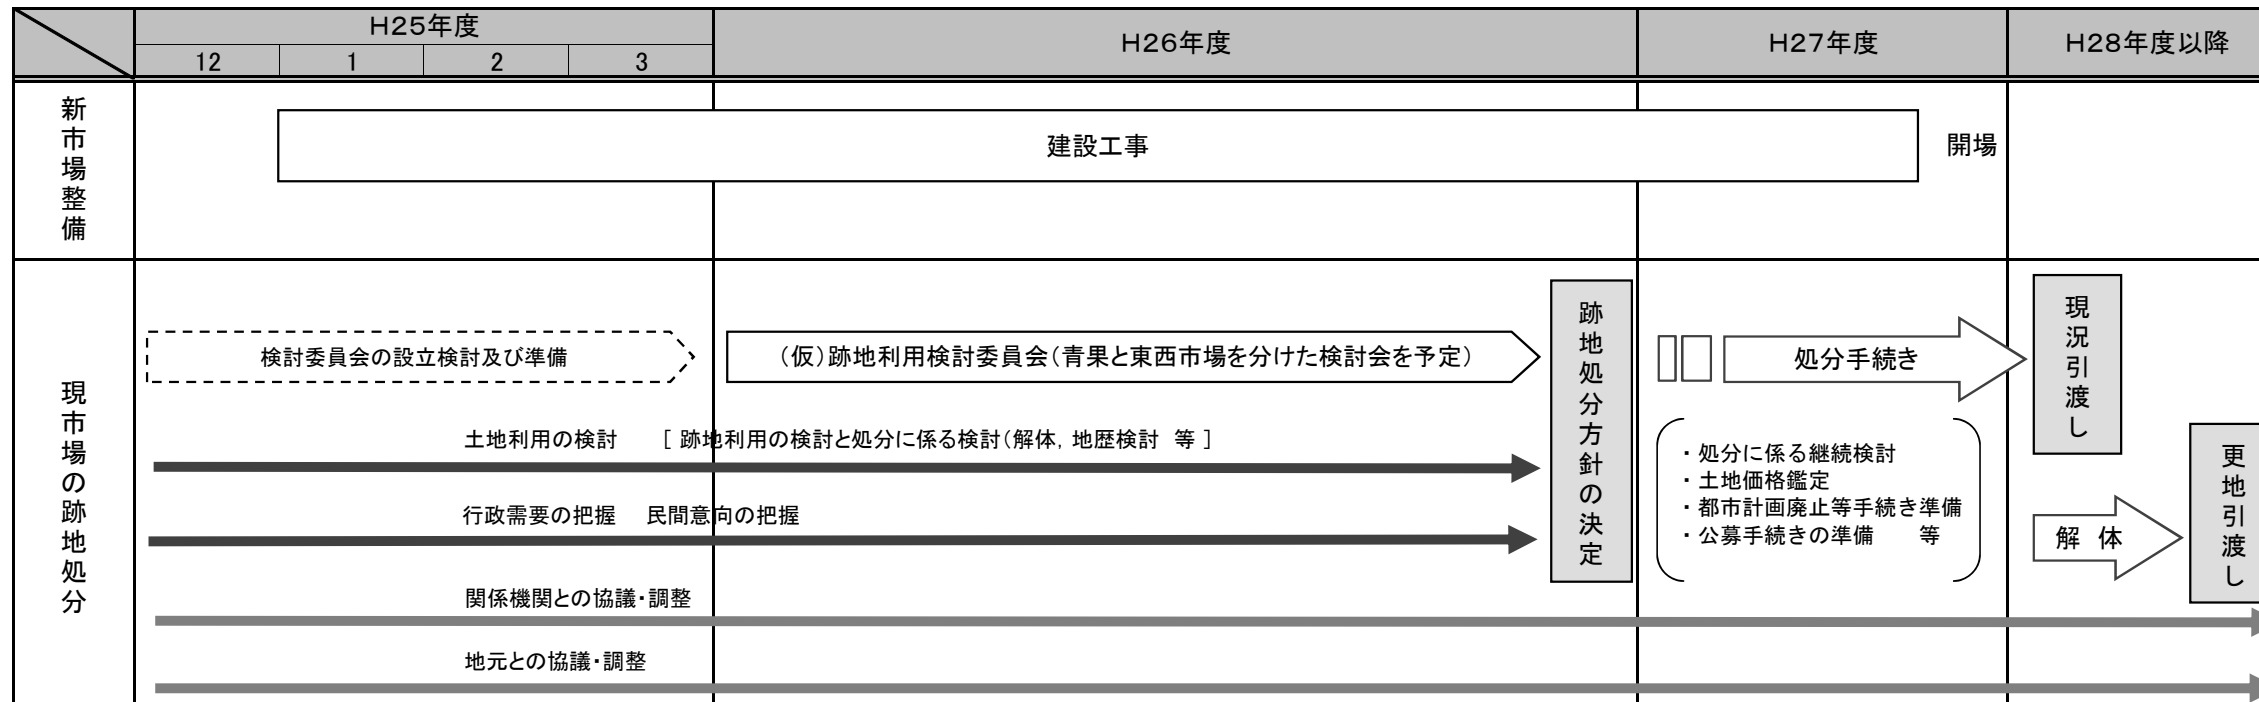 H25年度
H26年度
H27年度
H28年度以降
12
1
2
3
新市場整備
建設工事
開場
現市場の跡地処分
検討委員会の設立検討及び準備
(仮)跡地利用検討委員会(青果と東西市場を分けた検討会を予定)
跡地処分方針の決定
処分手続き
現況引渡し
土地利用の検討 [ 跡地利用の検討と処分に係る検討(解体, 地歴検討 等 ]
・処分に係る継続検討
・土地価格鑑定
・都市計画廃止等手続き準備
・公募手続きの準備 等
行政需要の把握 民間意向の把握
解 体
更地引渡し
関係機関との協議・調整
地元との協議・調整